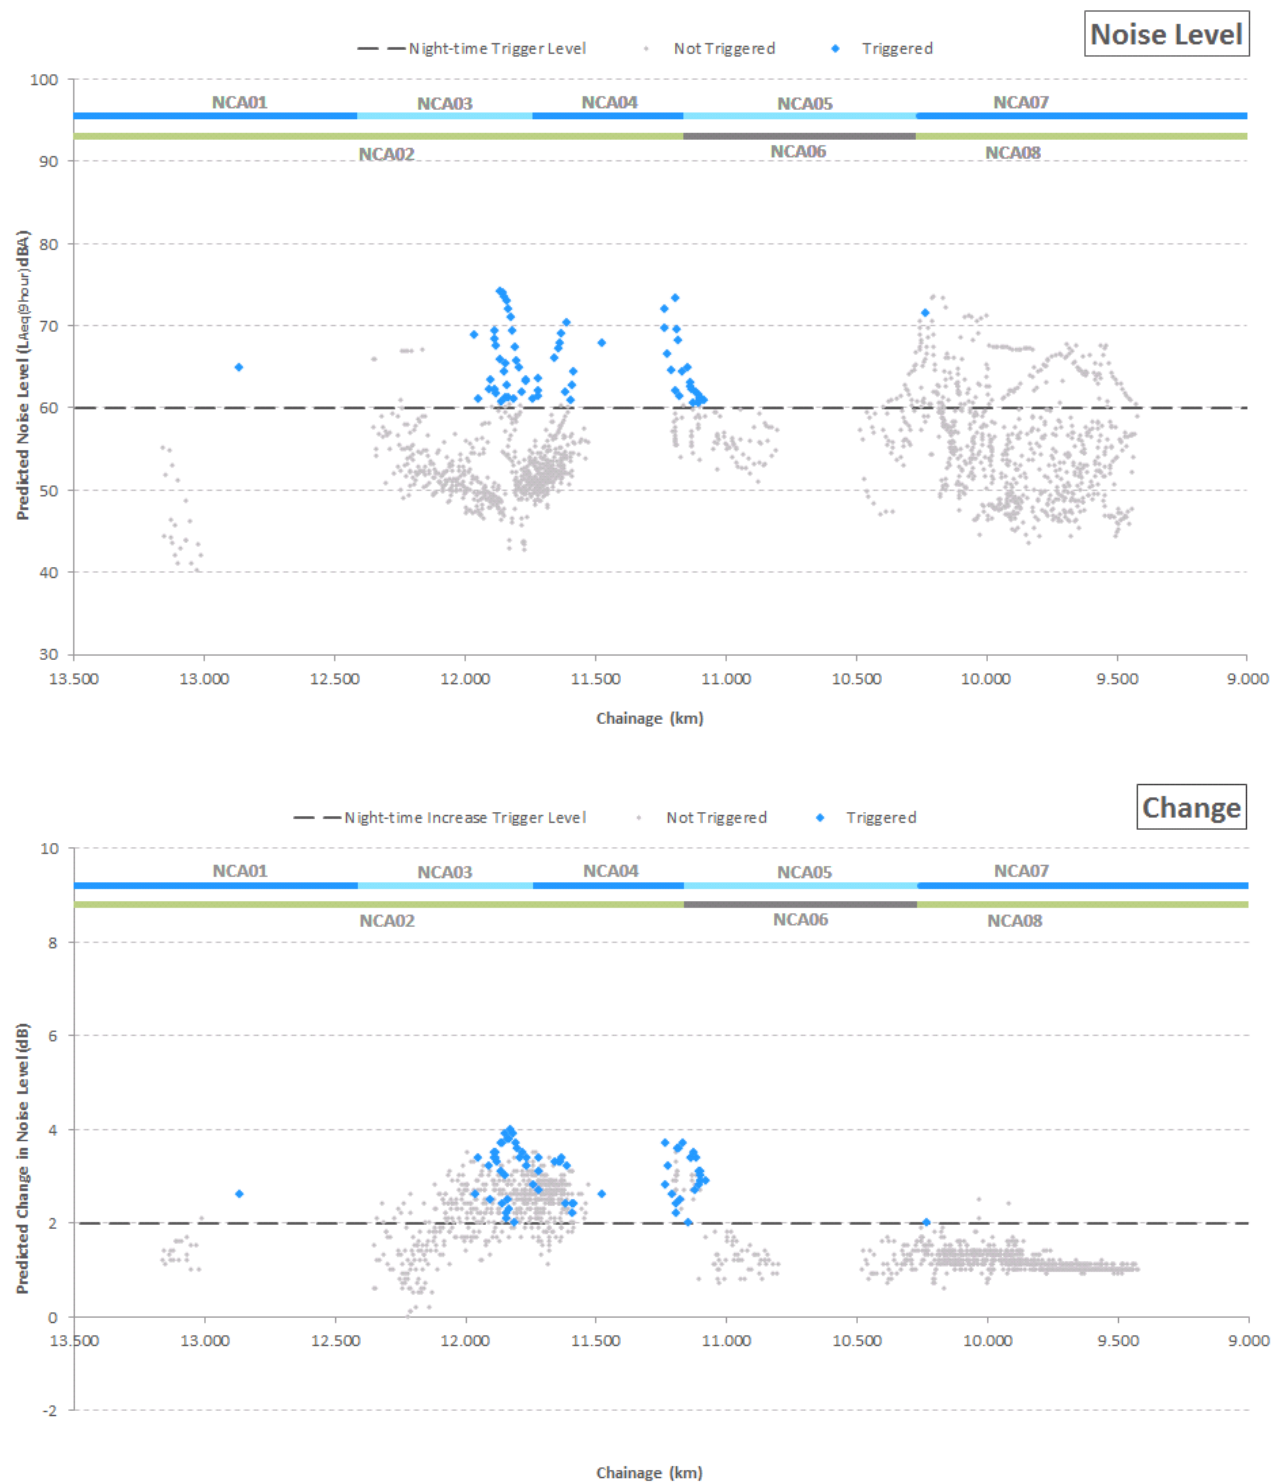 Noise Level
Night-time Trigger Level Not Triggered Triggered
100
NCA01 NCA03 NCA04 NCA05 NCA07
NCA02 NCA06 NCA08
90
80
70
60
50
40
30
Predicted Noise Level (LAeq(9hour)dBA)
13.500 13.000 12.500 12.000 11.500 11.000 10.500 10.000 9.500 9.000
Chainage (km)
Change
Night-time Increase Trigger Level Not Triggered Triggered
10
NCA01 NCA03 NCA04 NCA05 NCA07
NCA02 NCA06 NCA08
8
6
4
2
0
Predicted Change in Noise Level (dB)
13.500 13.000 12.500 12.000 11.500 11.000 10.500 10.000 9.500 9.000
-2
Chainage (km)